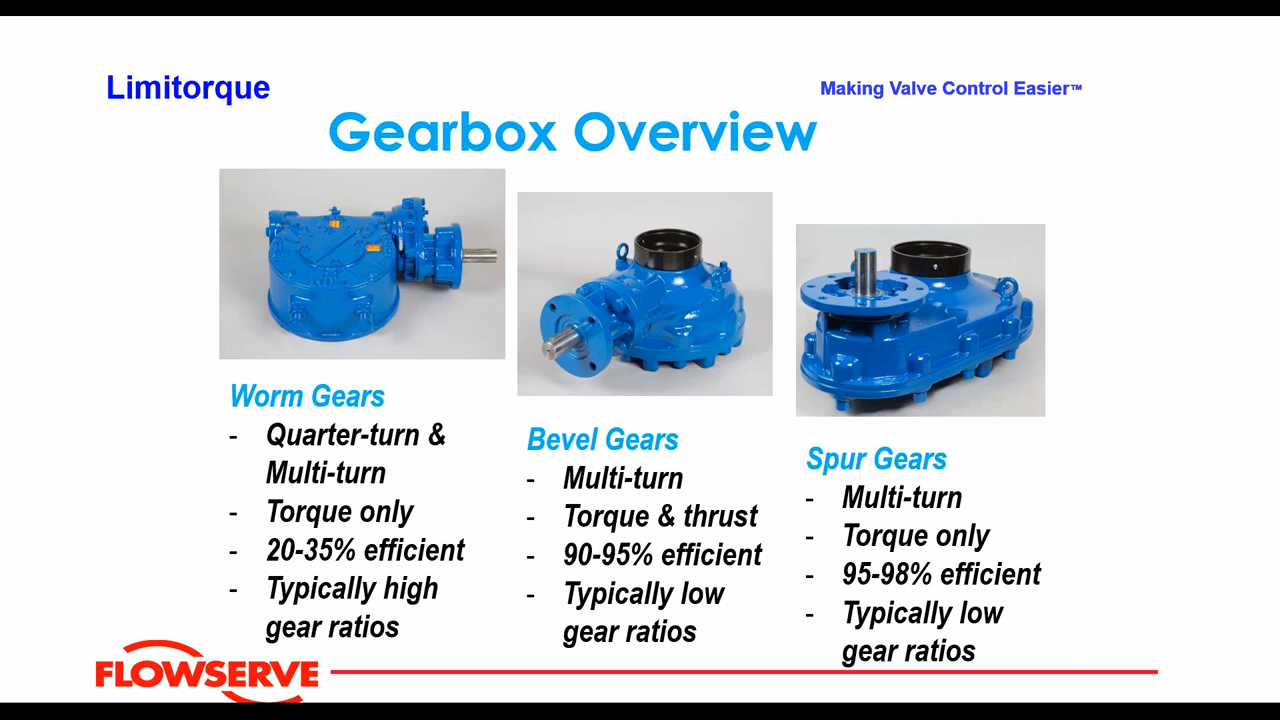 Limitorque
Making Valve Control Easier™
Gearbox Overview
Worm Gears
- Quarter-turn &
Multi-turn
- Torque only
- 20-35% efficient
- Typically high
gear ratios
Bevel Gears
- Multi-turn
- Torque & thrust
- 90-95% efficient
- Typically low
gear ratios
Spur Gears
- Multi-turn
- Torque only
- 95-98% efficient
- Typically low
gear ratios
FLOWSERVE